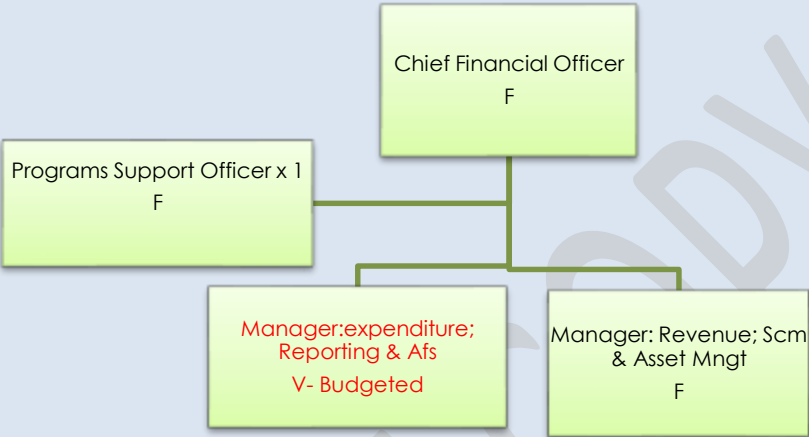 Chief Financial Officer
F
Programs Support Officer x 1
F
Manager:expenditure;
Reporting & Afs
V- Budgeted
Manager: Revenue; Scm
& Asset Mngt
F